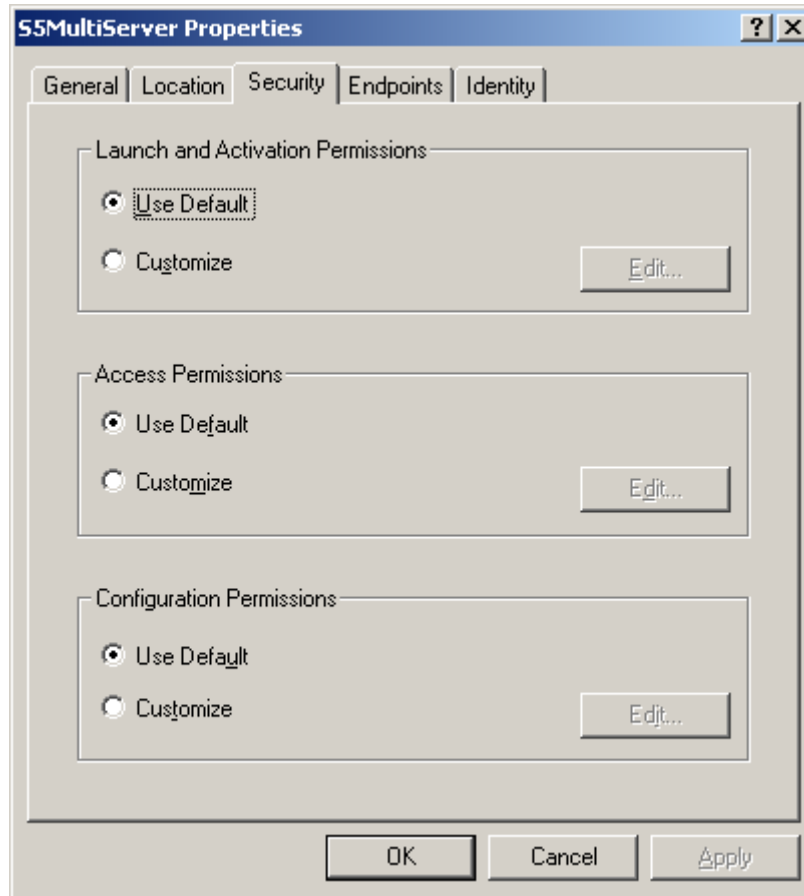 S5MultiServer Properties
General Location Security Endpoints Identity
Launch and Activation Permissions
Use Default
Customize
Edit...
Access Permissions
Use Default
Customize
Edit...
Configuration Permissions
Use Default
Customize
Edit...
OK Cancel Apply